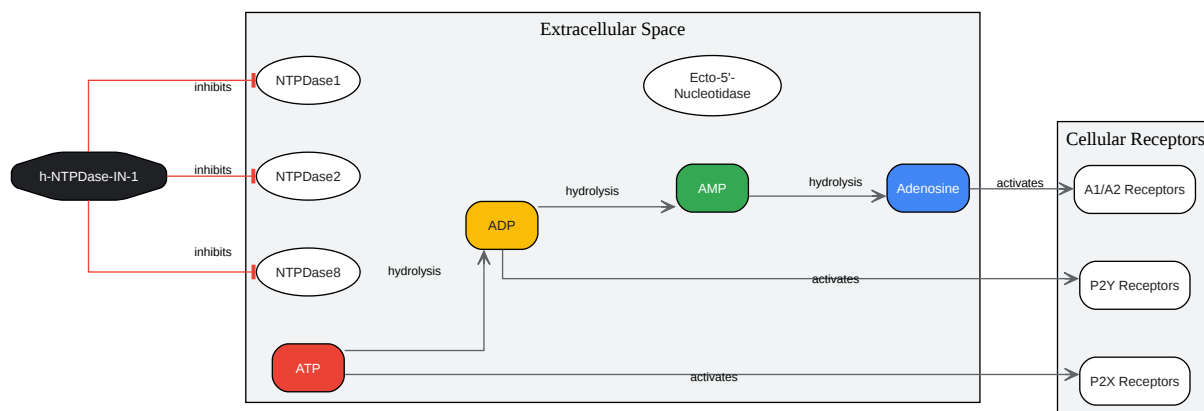 Extracellular Space
NTPDase1
Ecto-5'-
Nucleotidase
inhibits
Cellular Receptors
h-NTPDase-IN-1
inhibits
NTPDase2
hydrolysis
AMP
hydrolysis
Adenosine
activates
A1/A2 Receptors
ADP
inhibits
NTPDase8
hydrolysis
activates
P2Y Receptors
ATP
activates
P2X Receptors